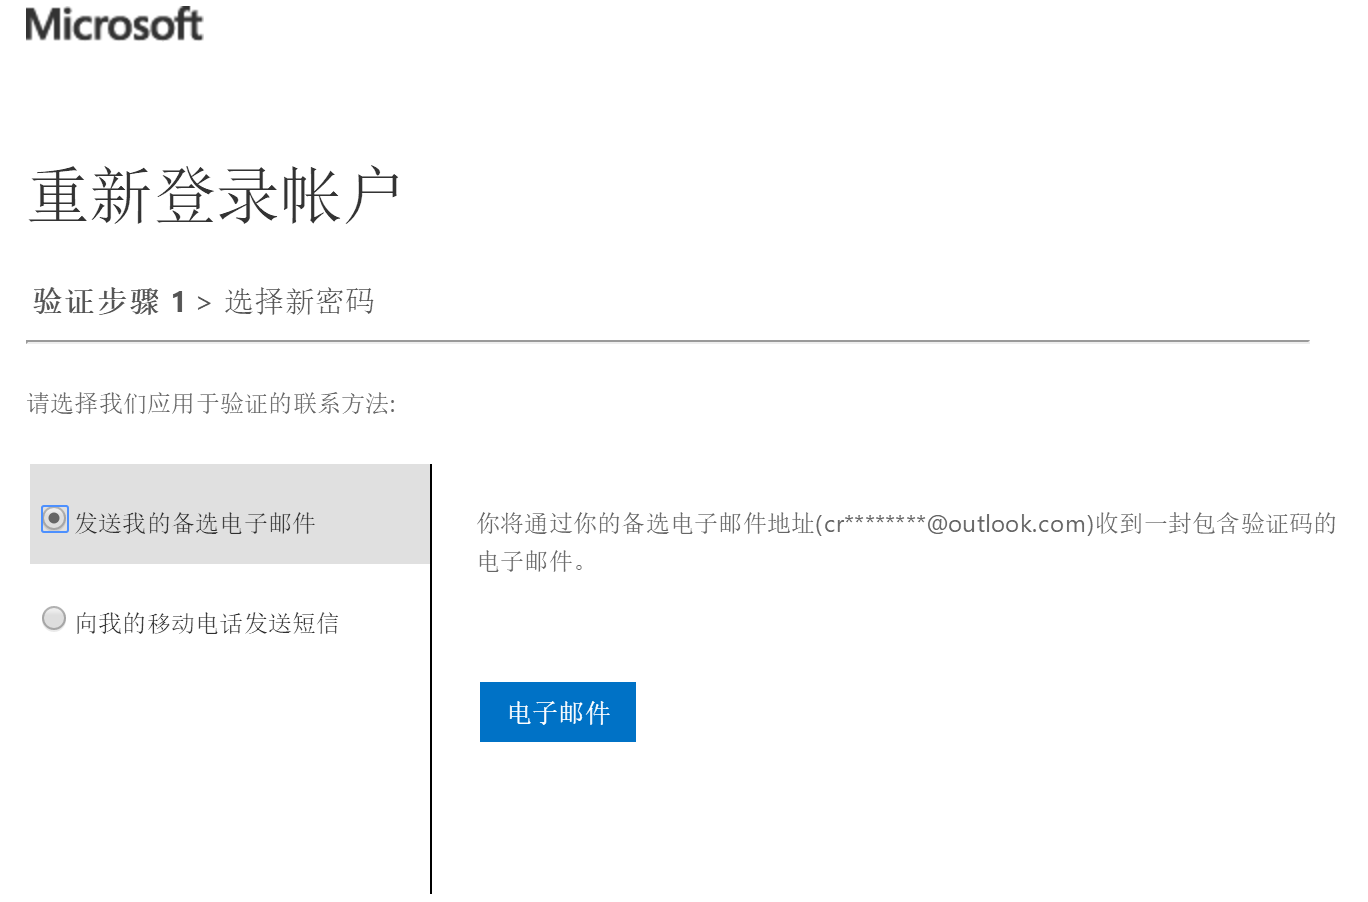 Microsoft
重新登录帐户
验证步骤 1 > 选择新密码
请选择我们应用于验证的联系方法:
发送我的备选电子邮件
你将通过你的备选电子邮件地址(cr********@outlook.com)收到一封包含验证码的
电子邮件。
向我的移动电话发送短信
电子邮件